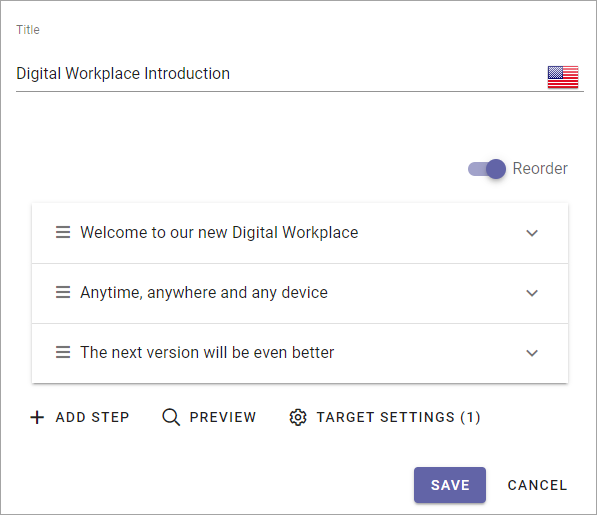 Title
Digital Workplace Introduction
Reorder
Welcome to our new Digital Workplace
Anytime, anywhere and any device
The next version will be even better
ADD STEP PREVIEW TARGET SETTINGS (1)
SAVE CANCEL